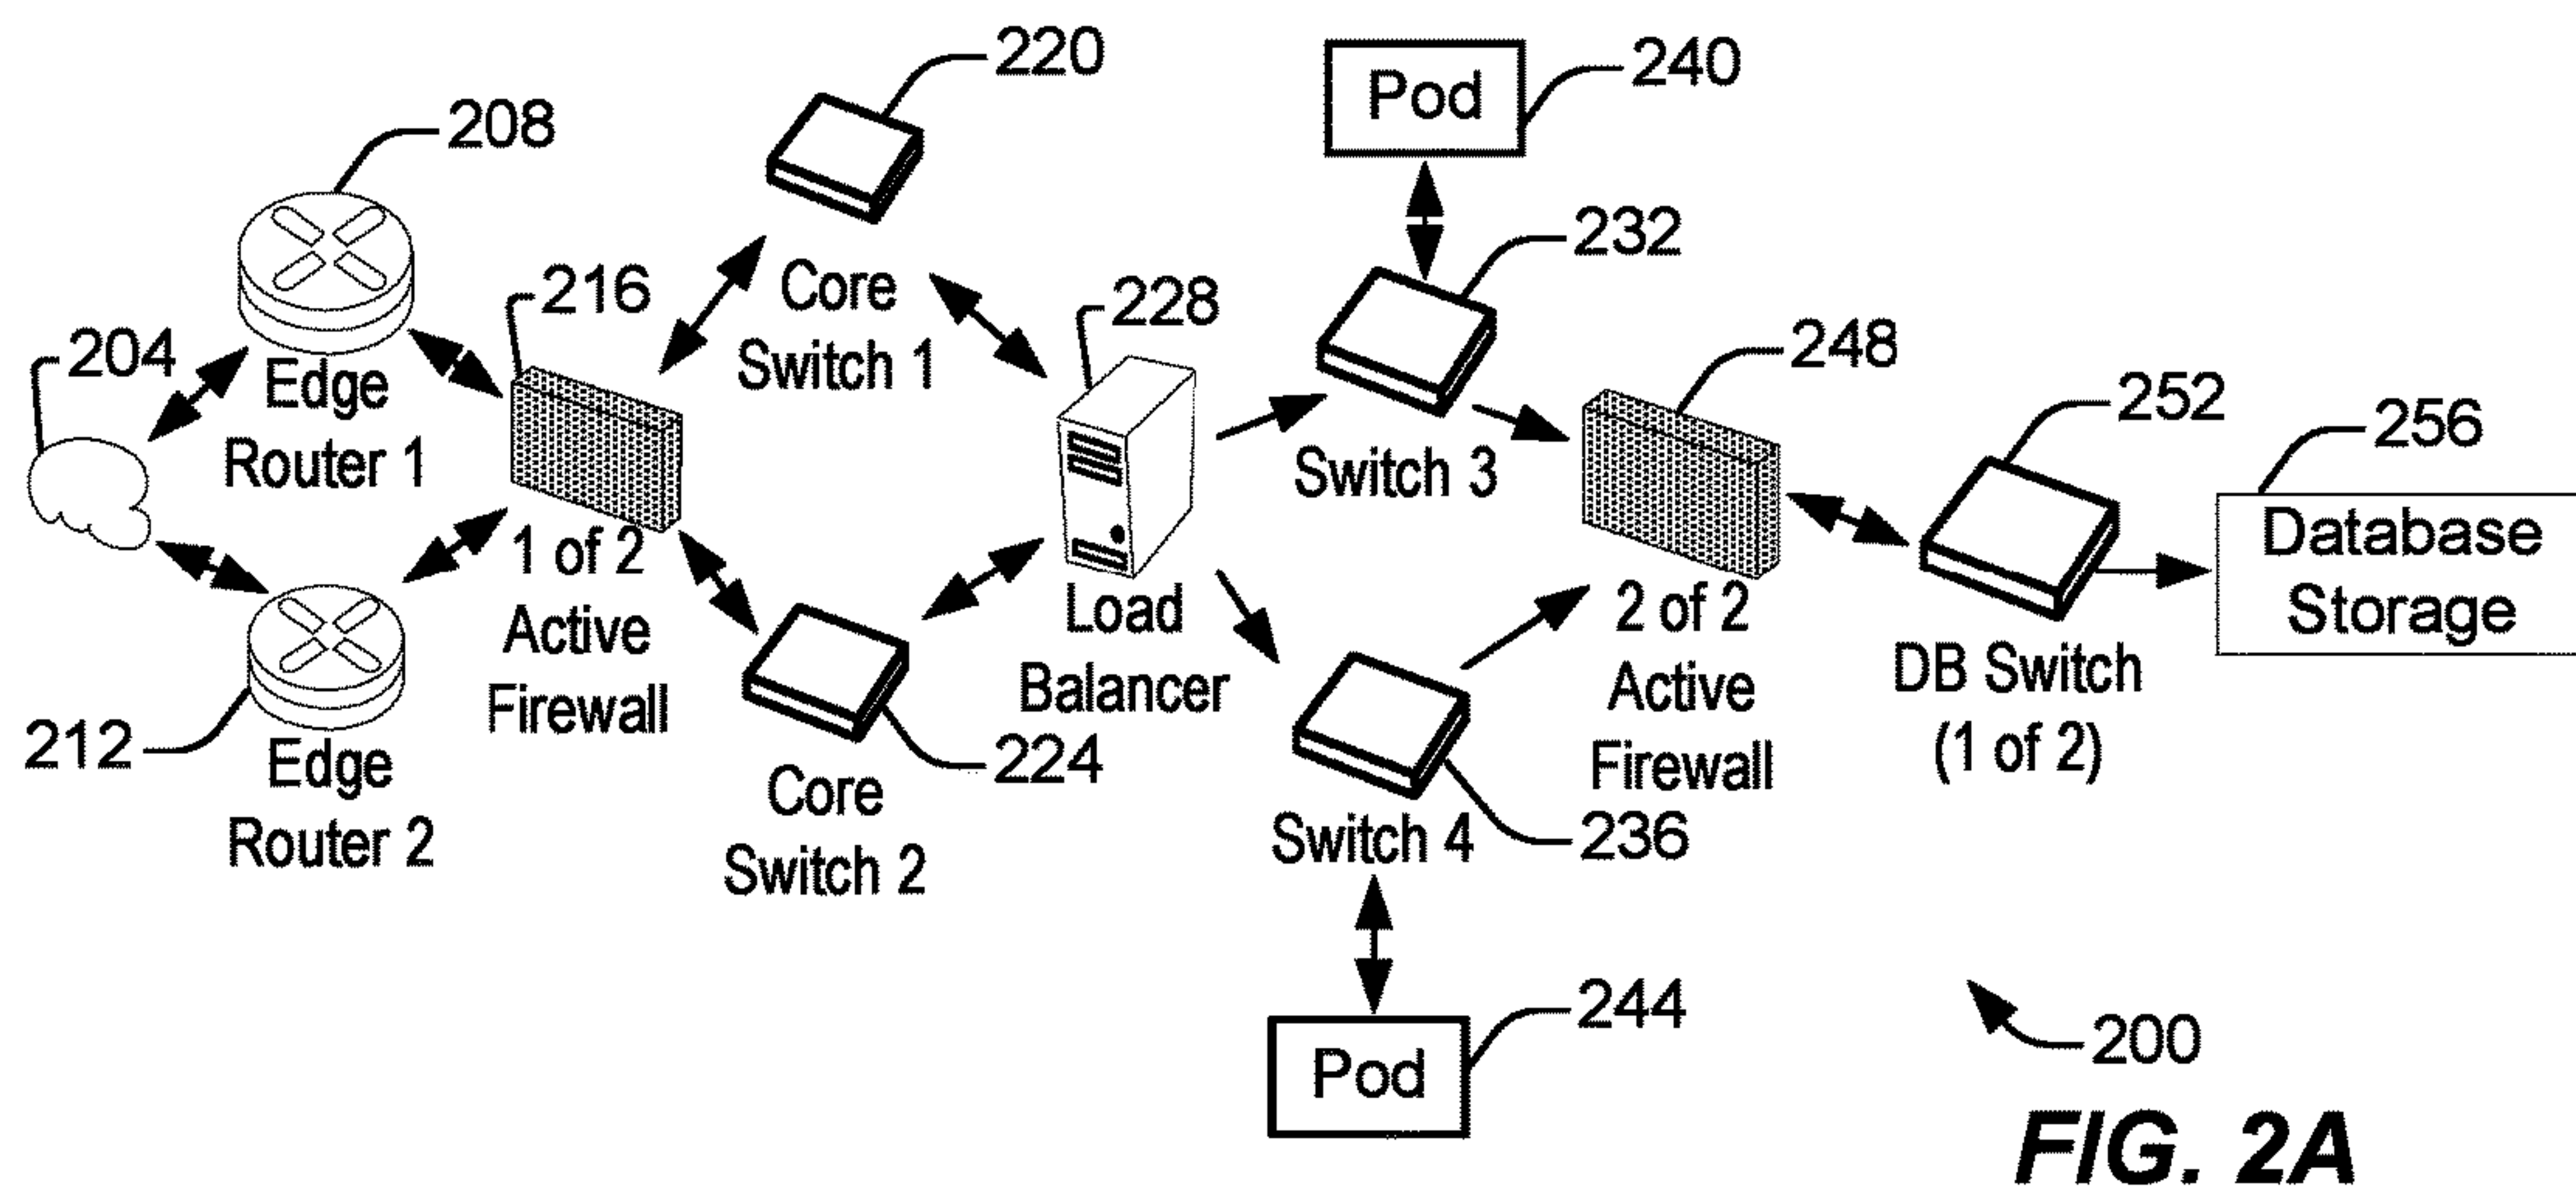 220
Pod
240
208
232
216
Core
Switch 1
228
248
204
Edge
Router 1
252
256
Switch 3
Database
Storage
1 of 2
Active
Firewall
Load
Balancer
2 of 2
Active
Firewall
DB Switch
(1 of 2)
212
Edge
Router 2
224
Core
Switch 2
Switch 4
236
244
Pod
200
FIG. 2A